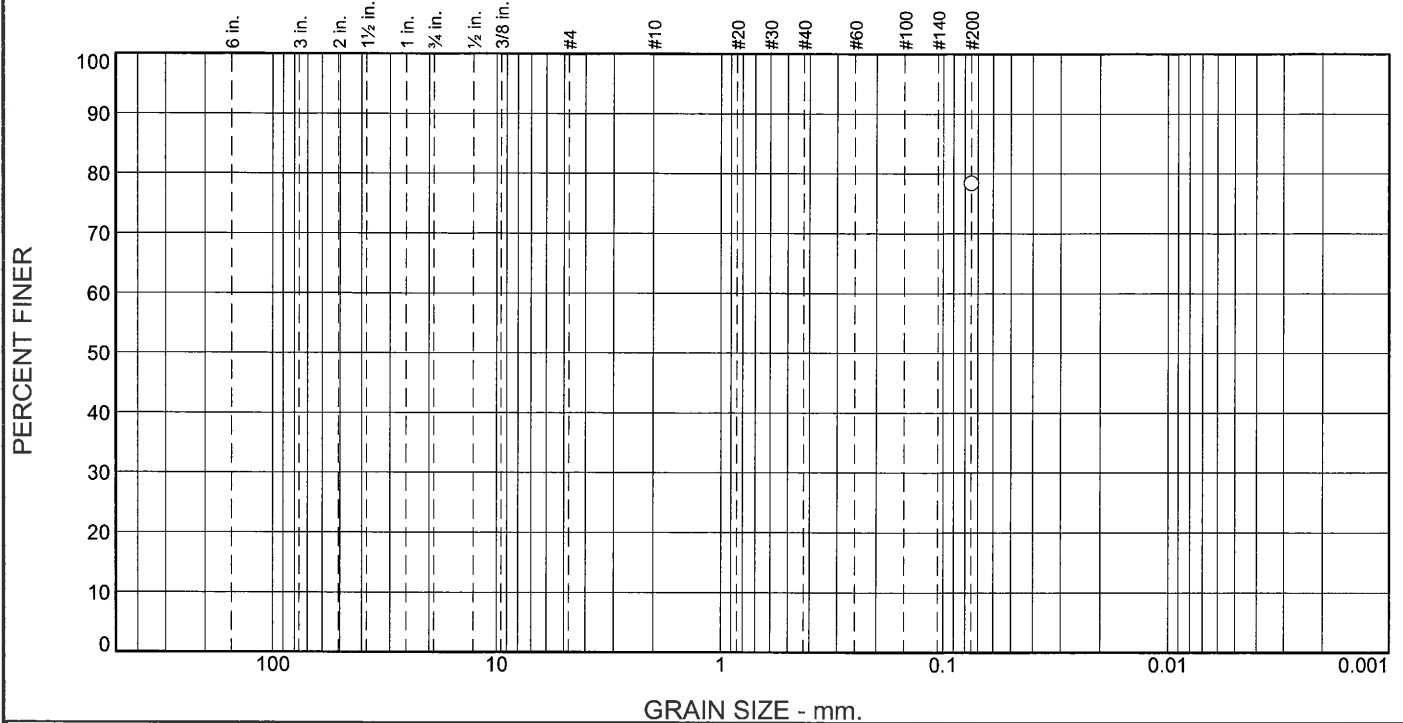 6 in.
3 in.
2 in.
1½ in.
1 in.
¾ in.
½ in.
3/8 in.
#4
#10
#20
#30
#40
#60
#100
#140
#200
100
90
80
70
60
50
40
30
20
10
0
PERCENT FINER
100 10 1 0.1 0.01 0.001
GRAIN SIZE - mm.